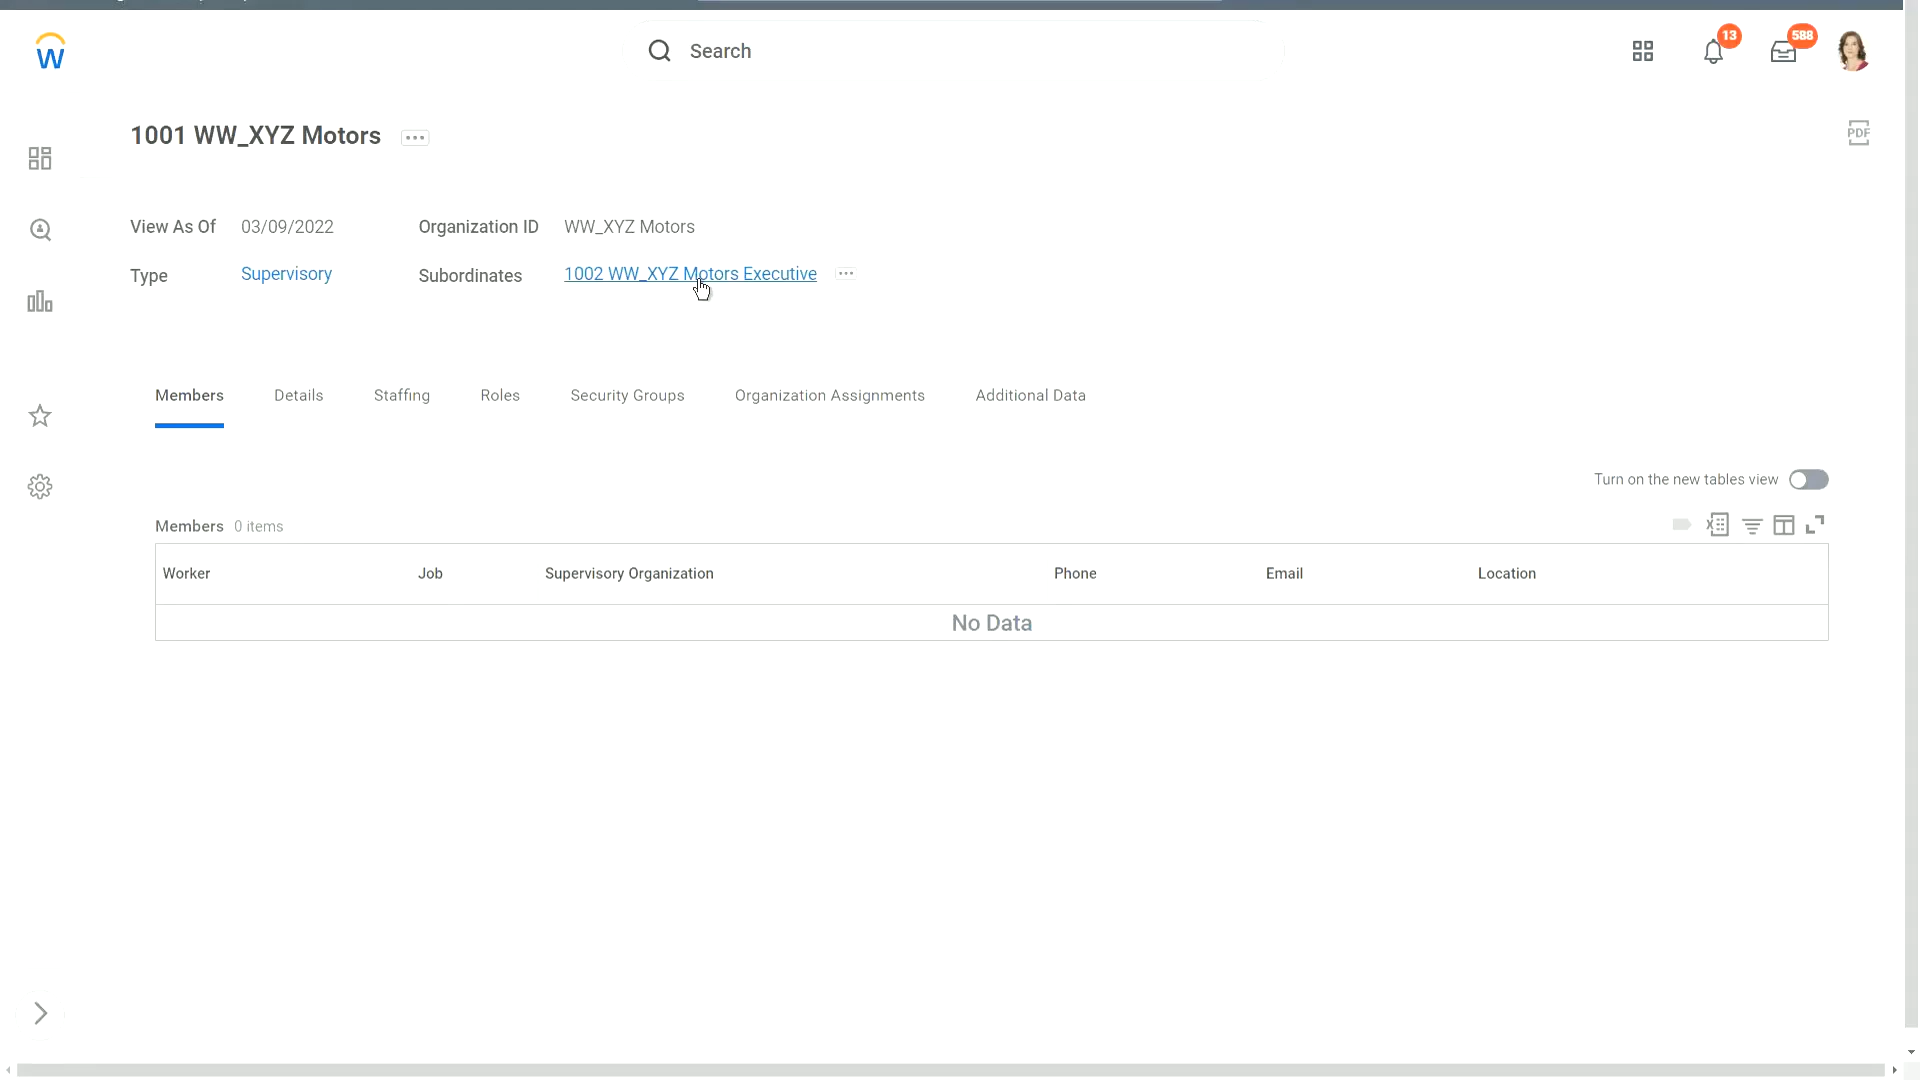 W
Search
13
588
1001 WW_XYZ Motors
PDF
View As Of 03/09/2022 Organization ID WW_XYZ Motors
Type Supervisory Subordinates 1002 WW_XYZ Motors Executive
Members Details Staffing Roles Security Groups Organization Assignments Additional Data
Turn on the new tables view
Members 0 items
Worker Job Supervisory Organization Phone Email Location
No Data